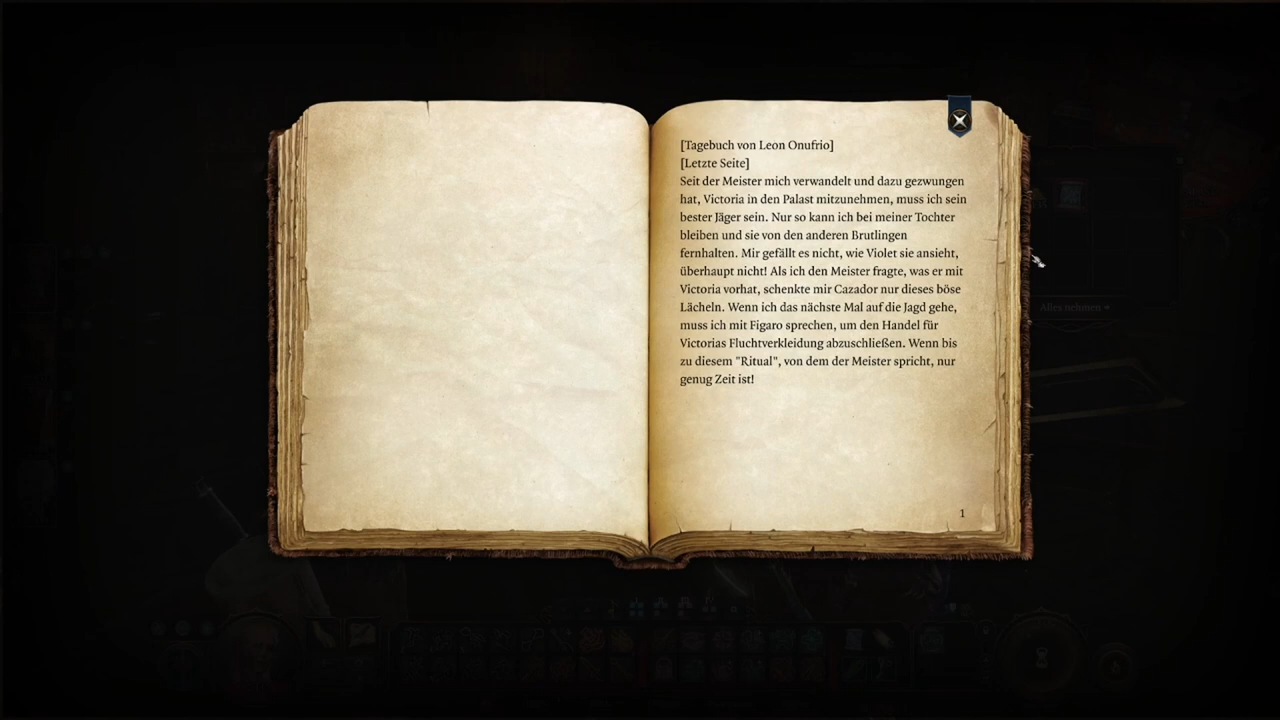 [Tagebuch von Leon Onufrio]
[Letzte Seite]
Seit der Meister mich verwandelt und dazu gezwungen
hat, Victoria in den Palast mitzunehmen, muss ich sein
bester Jäger sein. Nur so kann ich bei meiner Tochter
bleiben und sie von den anderen Brutlingen
fernhalten. Mir gefällt es nicht, wie Violet sie ansieht,
überhaupt nicht! Als ich den Meister fragte, was er mit
Victoria vorhat, schenkte mir Cazador nur dieses böse
Lächeln. Wenn ich das nächste Mal auf die Jagd gehe,
muss ich mit Figaro sprechen, um den Handel für
Victorias Fluchtverkleidung abzuschließen. Wenn bis
zu diesem "Ritual", von dem der Meister spricht, nur
genug Zeit ist!
1
Alles nehmen